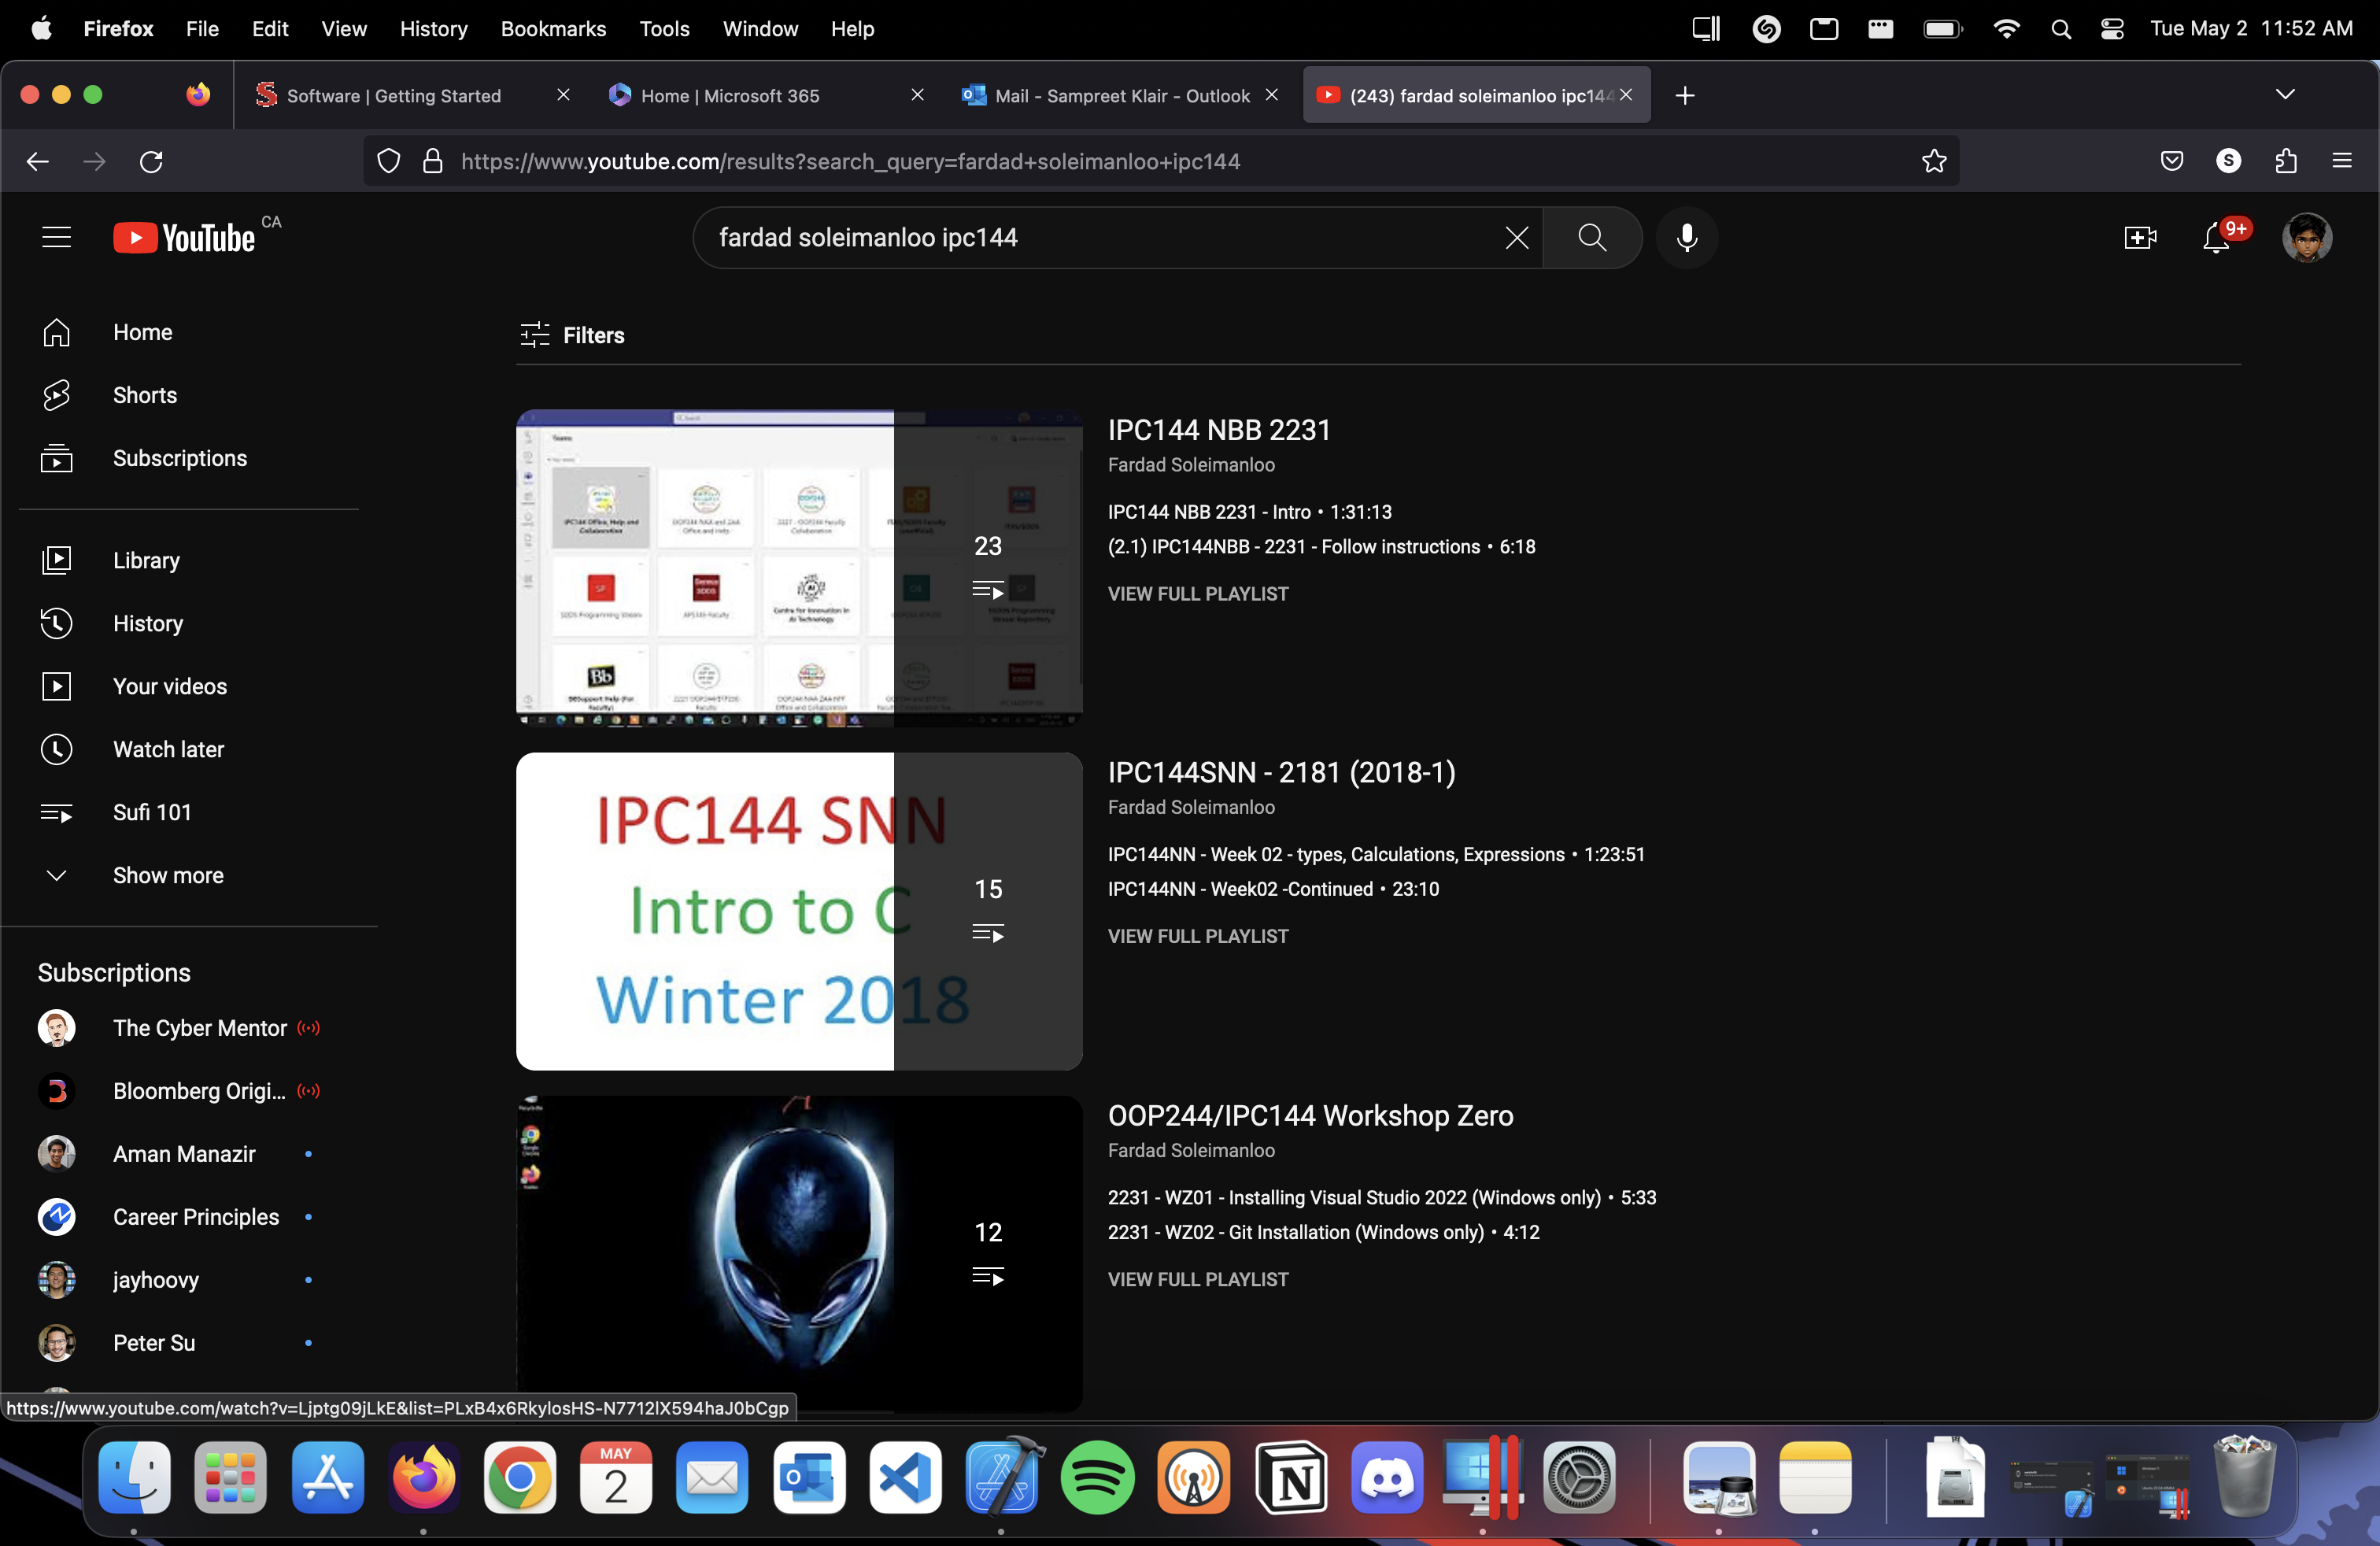 Firefox File Edit View History Bookmarks Tools Window Help Tue May 2 11:52 AM
Software | Getting Started Home | Microsoft 365 Mail - Sampreet Klair - Outlook (243) fardad soleimanloo ipc144
https://www.youtube.com/results?search_query=fardad+soleimanloo+ipc144 S
YouTube CA fardad soleimanloo ipc144 9+
Home
Shorts
Subscriptions
Library
History
Your videos
Watch later
Sufi 101
Show more
Subscriptions
The Cyber Mentor
Bloomberg Origi...
Aman Manazir
Career Principles
jayhoovy
Peter Su
Filters
23
IPC144 NBB 2231
Fardad Soleimanloo
IPC144 NBB 2231 - Intro • 1:31:13
(2.1) IPC144NBB - 2231 - Follow instructions • 6:18
VIEW FULL PLAYLIST
IPC144 SNN
Intro to C
Winter 2018
15
IPC144SNN - 2181 (2018-1)
Fardad Soleimanloo
IPC144NN - Week 02 - types, Calculations, Expressions • 1:23:51
IPC144NN - Week02 -Continued • 23:10
VIEW FULL PLAYLIST
12
OOP244/IPC144 Workshop Zero
Fardad Soleimanloo
2231 - WZ01 - Installing Visual Studio 2022 (Windows only) • 5:33
2231 - WZ02 - Git Installation (Windows only) • 4:12
VIEW FULL PLAYLIST
https://www.youtube.com/watch?v=Ljptg09jLkE&list=PLxB4x6RkylosHS-N7712lX594haJ0bCgp
MAY
2